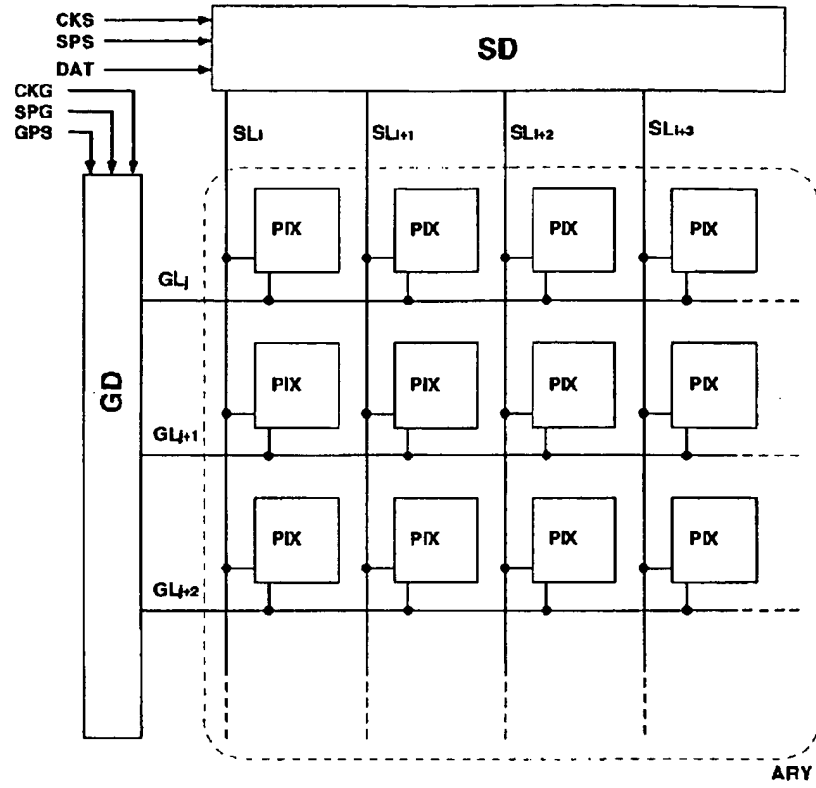 CKS
SPS
DAT
SD
CKG
SPG
GPS
SLi SLi+1 SLi+2 SLi+3
PIX PIX PIX PIX
GLj
GD
PIX PIX PIX PIX
GLj+1
PIX PIX PIX PIX
GLj+2
ARY